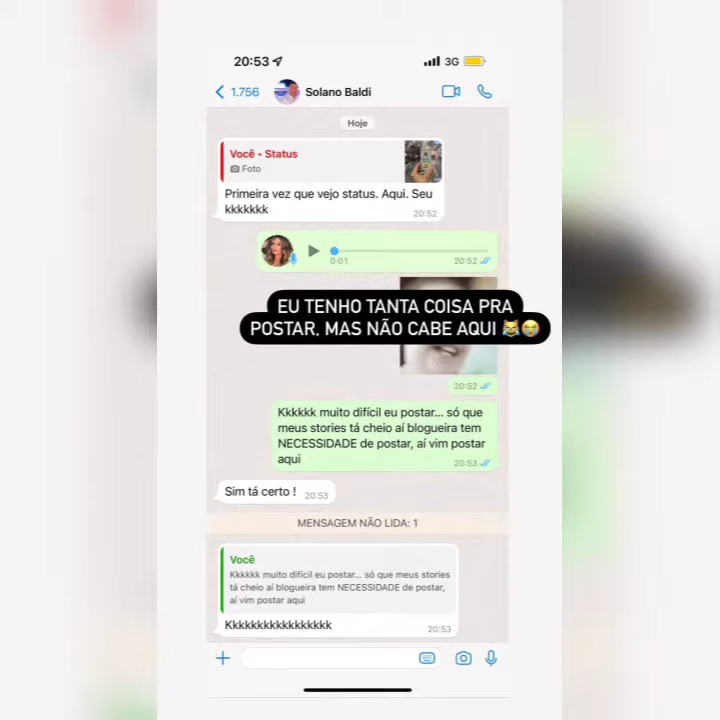 20:53
3G
1.756
Solano Baldi
Hoje
Você • Status
Foto
Primeira vez que vejo status. Aqui. Seu
kkkkkkk
20:52
0:01
20:52
EU TENHO TANTA COISA PRA
POSTAR, MAS NÃO CABE AQUI 😹😭
20:52
Kkkkkk muito difícil eu postar... só que
meus stories tá cheio aí blogueira tem
NECESSIDADE de postar, aí vim postar
aqui
20:53
Sim tá certo !
20:53
MENSAGEM NÃO LIDA: 1
Você
Kkkkkk muito difícil eu postar... só que meus stories
tá cheio aí blogueira tem NECESSIDADE de postar,
aí vim postar aqui
Kkkkkkkkkkkkkkkkk
20:53